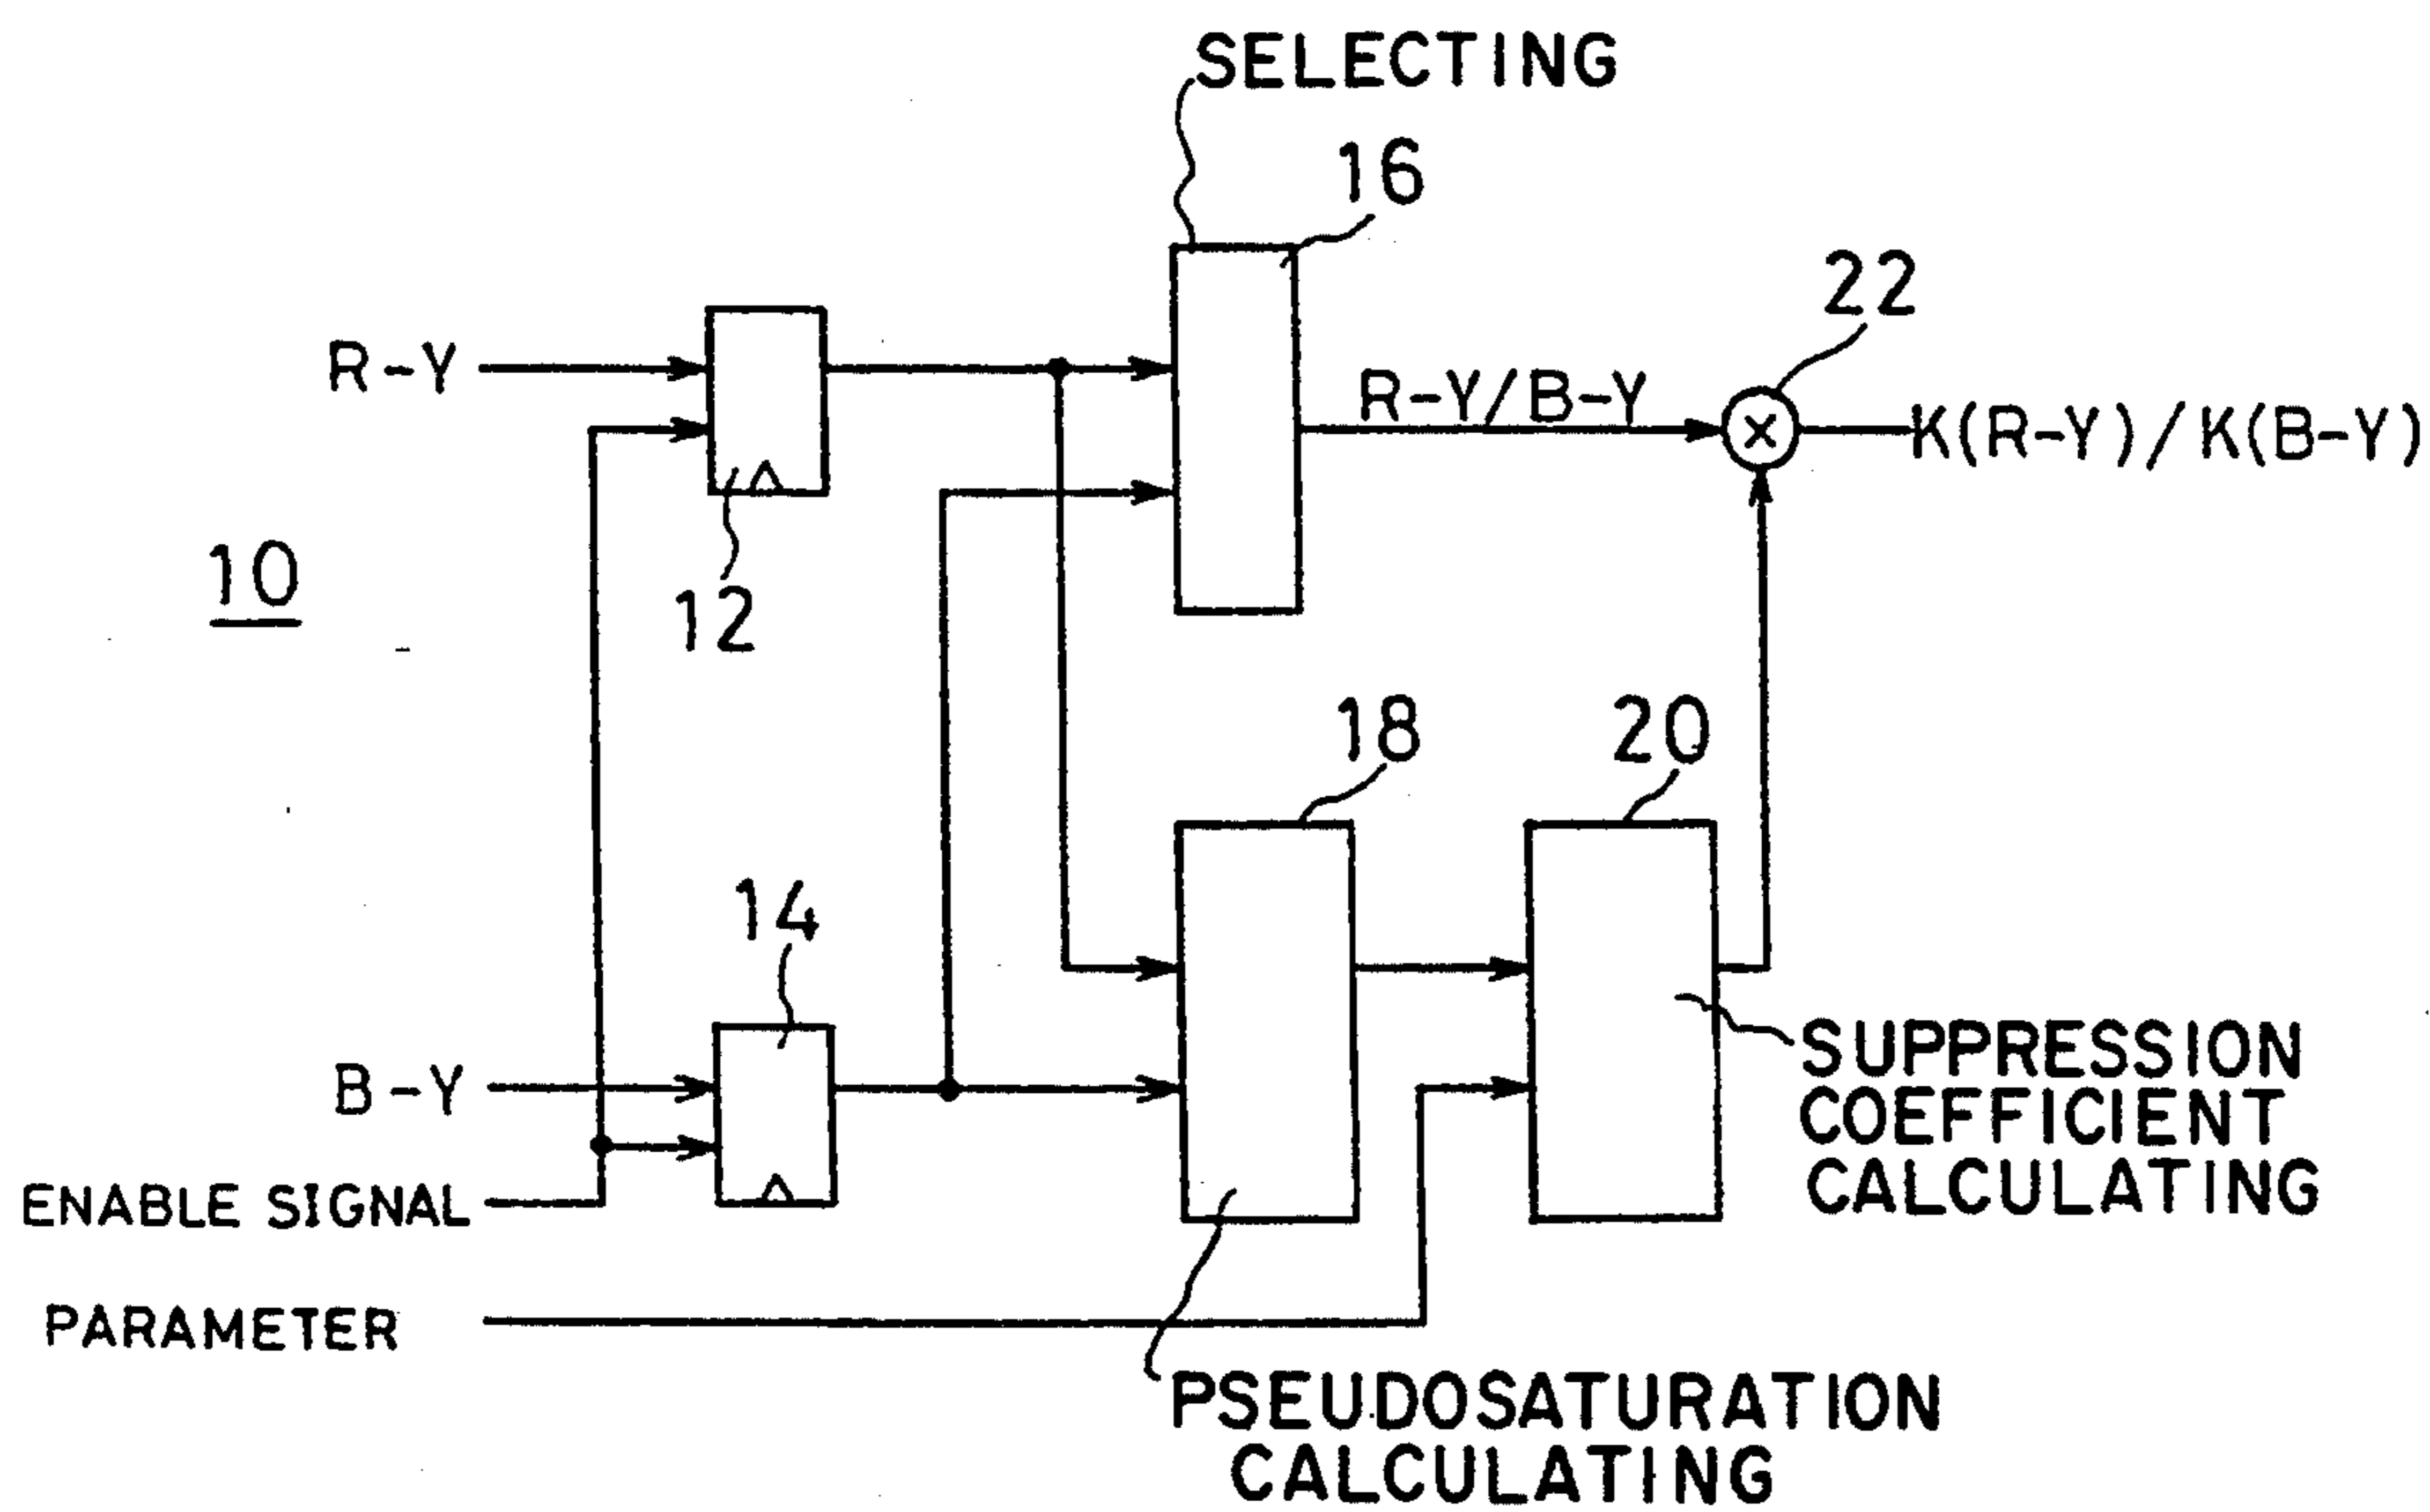 SELECTING
16
22
R-Y
R-Y/B-Y
K(R-Y)/K(B-Y)
10
12
18
20
14
B-Y
SUPPRESSION
COEFFICIENT
CALCULATING
ENABLE SIGNAL
PARAMETER
PSEUDOSATURATION
CALCULATING